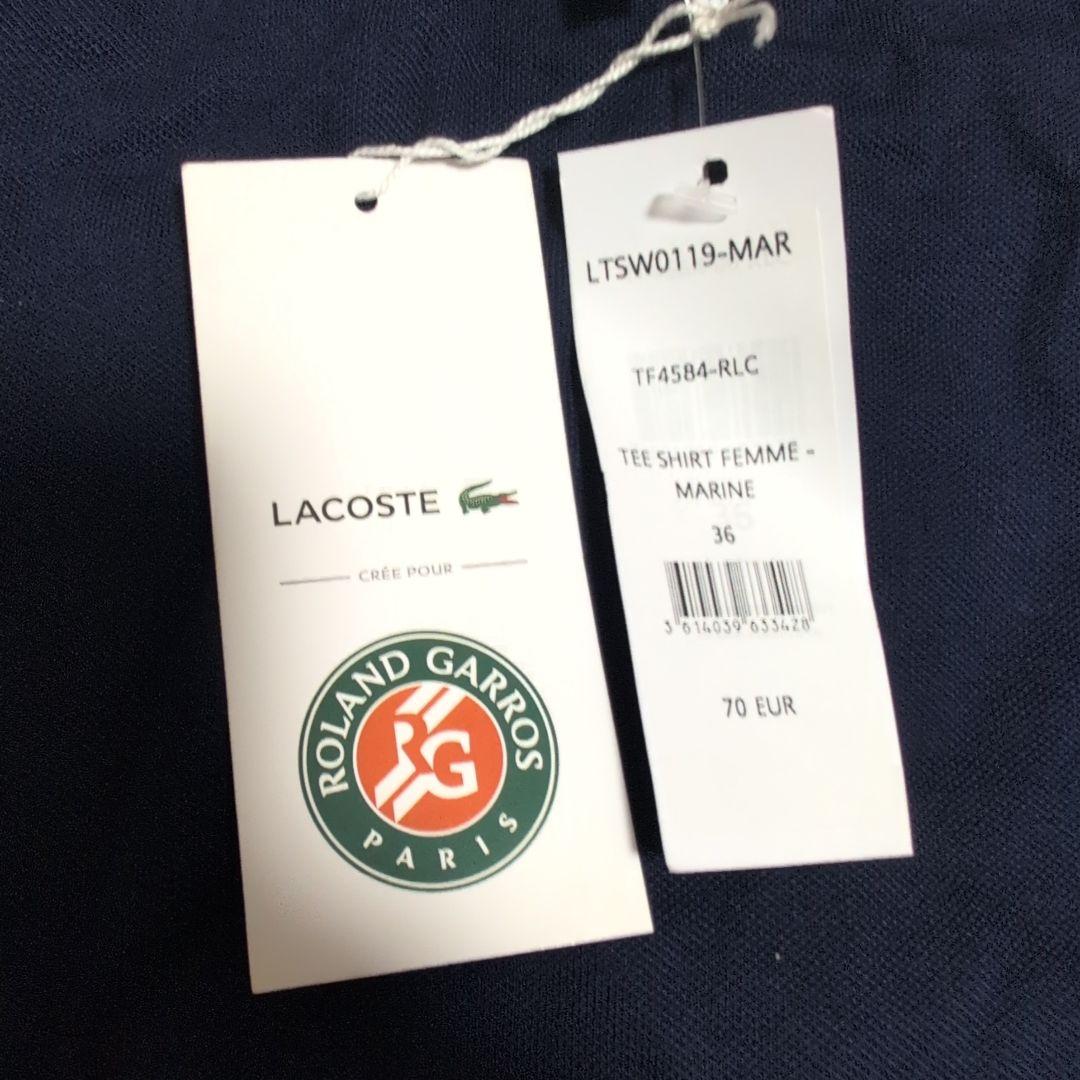 LACOSTE
CRÉE POUR
ROLAND GARROS
RG
PARIS
LTSW0119-MAR
TF4584-RLC
TEE SHIRT FEMME -
MARINE
36
3 614039 633428
70 EUR